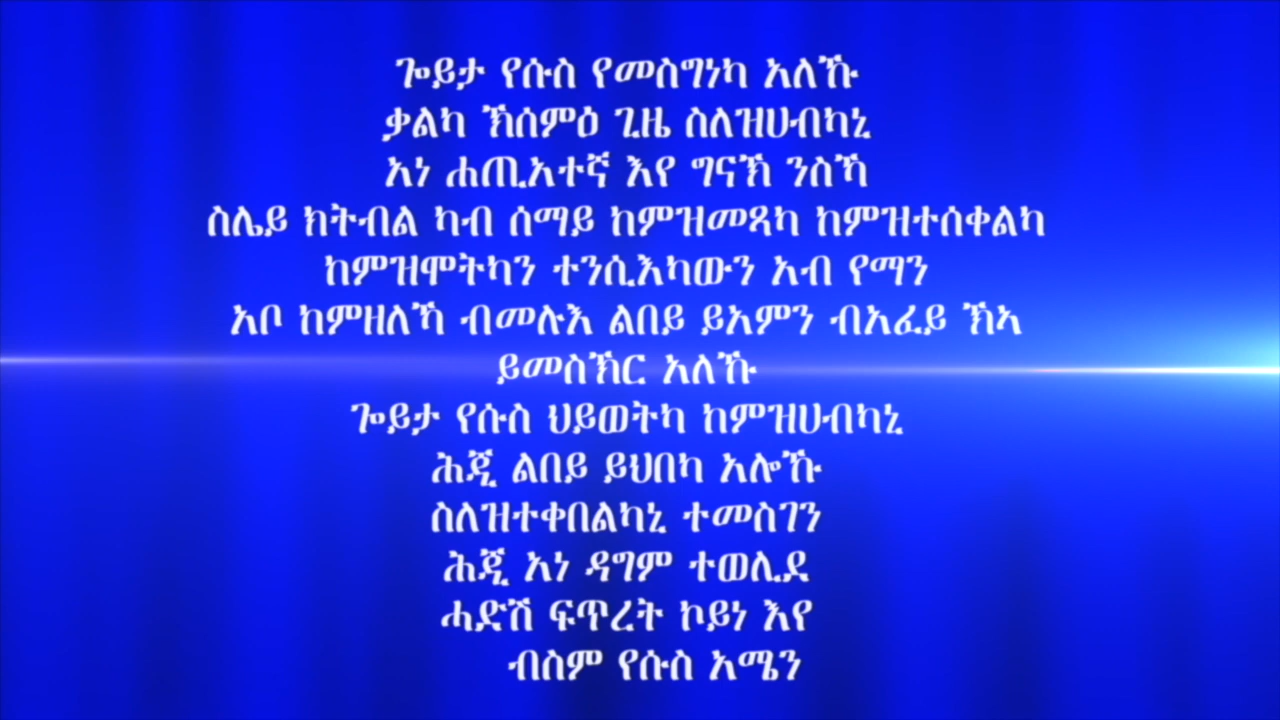 ጐይታ የሱስ የመስግነካ አለኹ
ቃልካ ኽሰምዕ ጊዜ ስለዝሀብካኒ
አነ ሐጢአተኛ እየ ግናኽ ንስኻ
ስሌይ ክትብል ካብ ሰማይ ከምዝመጻካ ከምዝተሰቀልካ
ከምዝሞትካን ተንሲእካውን አብ የማን
አቦ ከምዘለኻ ብመሉእ ልበይ ይአምን ብአፈይ ኽኣ
ይመስኽር አለኹ
ጐይታ የሱስ ህይወትካ ከምዝሀብካኒ
ሕጂ ልበይ ይህበካ አሎኹ
ስለዝተቀበልካኒ ተመስገን
ሕጂ አነ ዳግም ተወሊደ
ሓድሽ ፍጥረት ኮይነ እየ
ብስም የሱስ አሜን